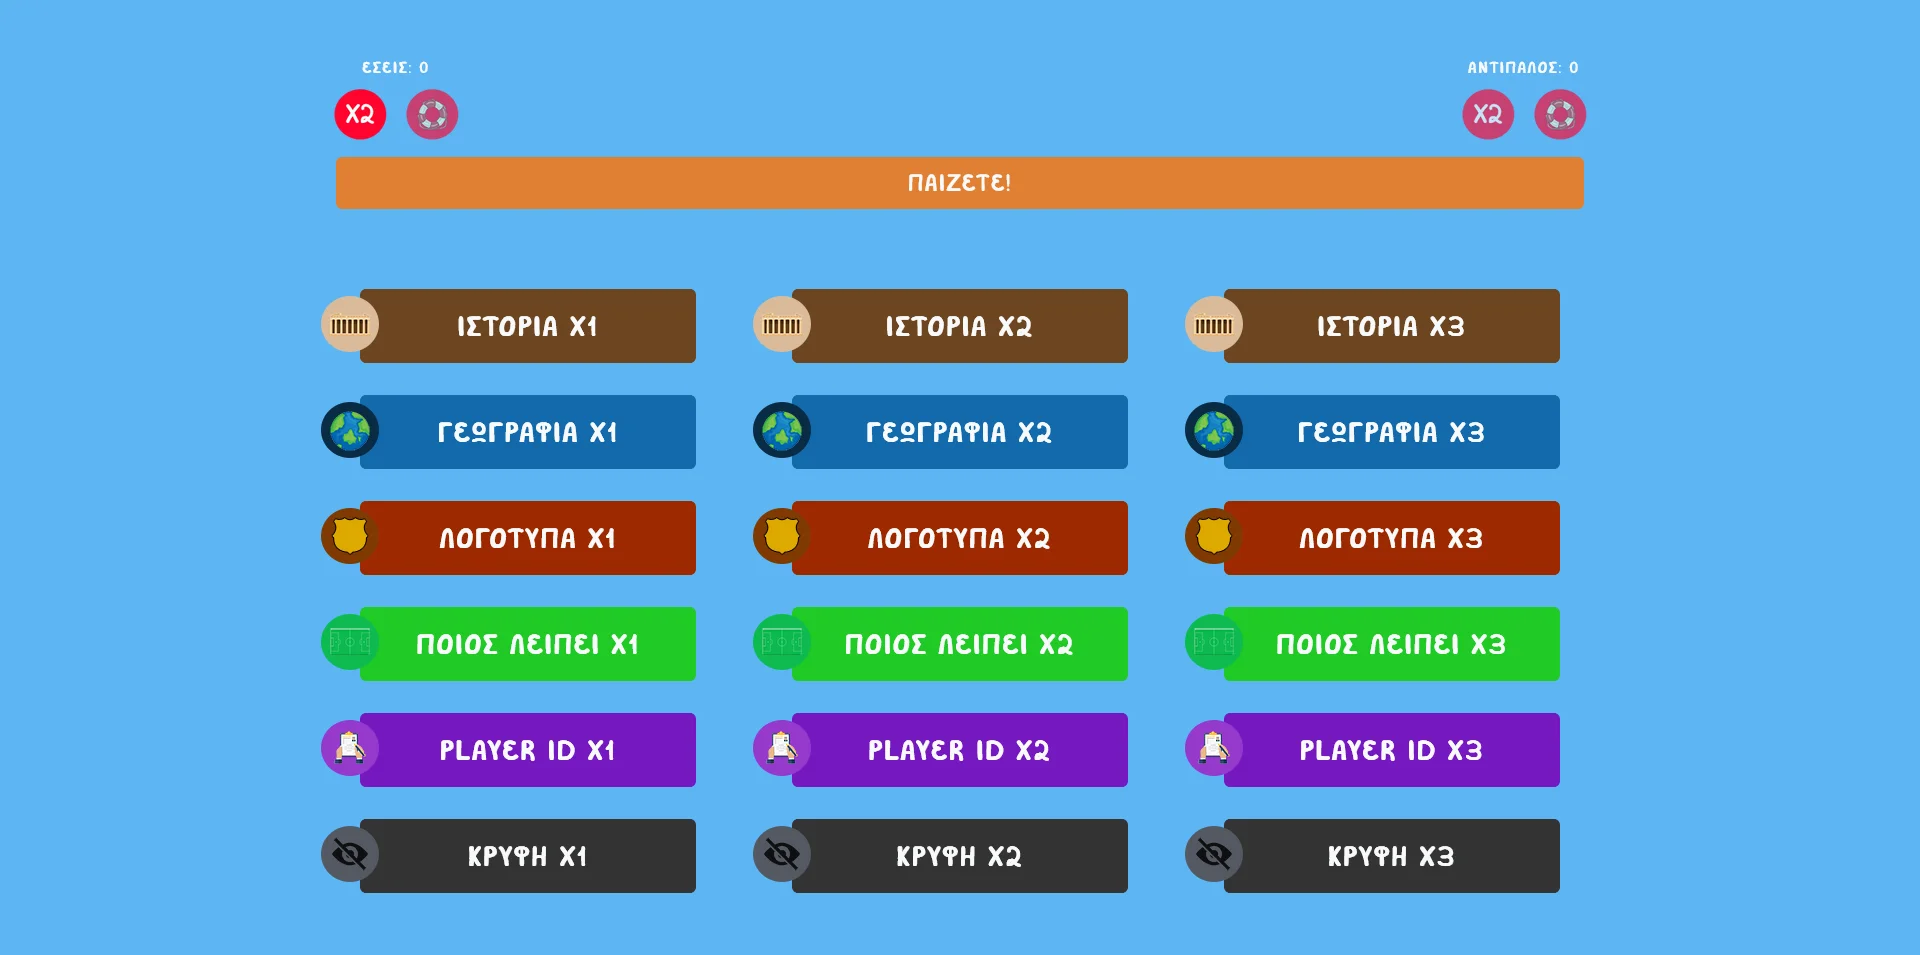 ΕΣΕΙΣ: 0
ΑΝΤΙΠΑΛΟΣ: 0
X2
X2
ΠΑΙΖΕΤΕ!
ΙΣΤΟΡΙΑ X1
ΙΣΤΟΡΙΑ X2
ΙΣΤΟΡΙΑ X3
ΓΕΩΓΡΑΦΙΑ X1
ΓΕΩΓΡΑΦΙΑ X2
ΓΕΩΓΡΑΦΙΑ X3
ΛΟΓΟΤΥΠΑ X1
ΛΟΓΟΤΥΠΑ X2
ΛΟΓΟΤΥΠΑ X3
ΠΟΙΟΣ ΛΕΙΠΕΙ X1
ΠΟΙΟΣ ΛΕΙΠΕΙ X2
ΠΟΙΟΣ ΛΕΙΠΕΙ X3
PLAYER ID X1
PLAYER ID X2
PLAYER ID X3
ΚΡΥΦΗ X1
ΚΡΥΦΗ X2
ΚΡΥΦΗ X3